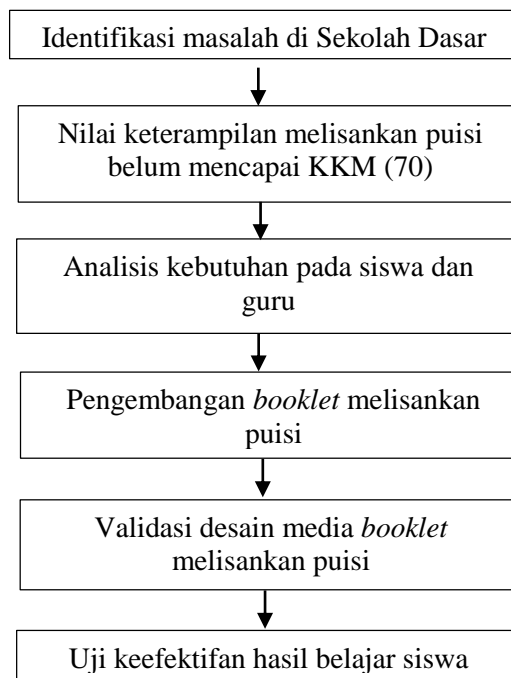 Identifikasi masalah di Sekolah Dasar
Nilai keterampilan melisankan puisi
belum mencapai KKM (70)
Analisis kebutuhan pada siswa dan
guru
Pengembangan booklet melisankan
puisi
Validasi desain media booklet
melisankan puisi
Uji keefektifan hasil belajar siswa